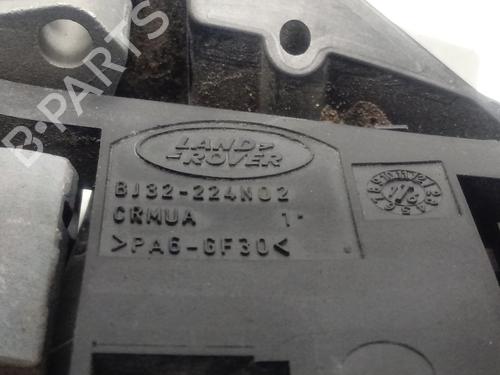 LAND>
-ROVER
BJ32-224N02
CRMUA 1
>PA6-GF30<
B-PARTS